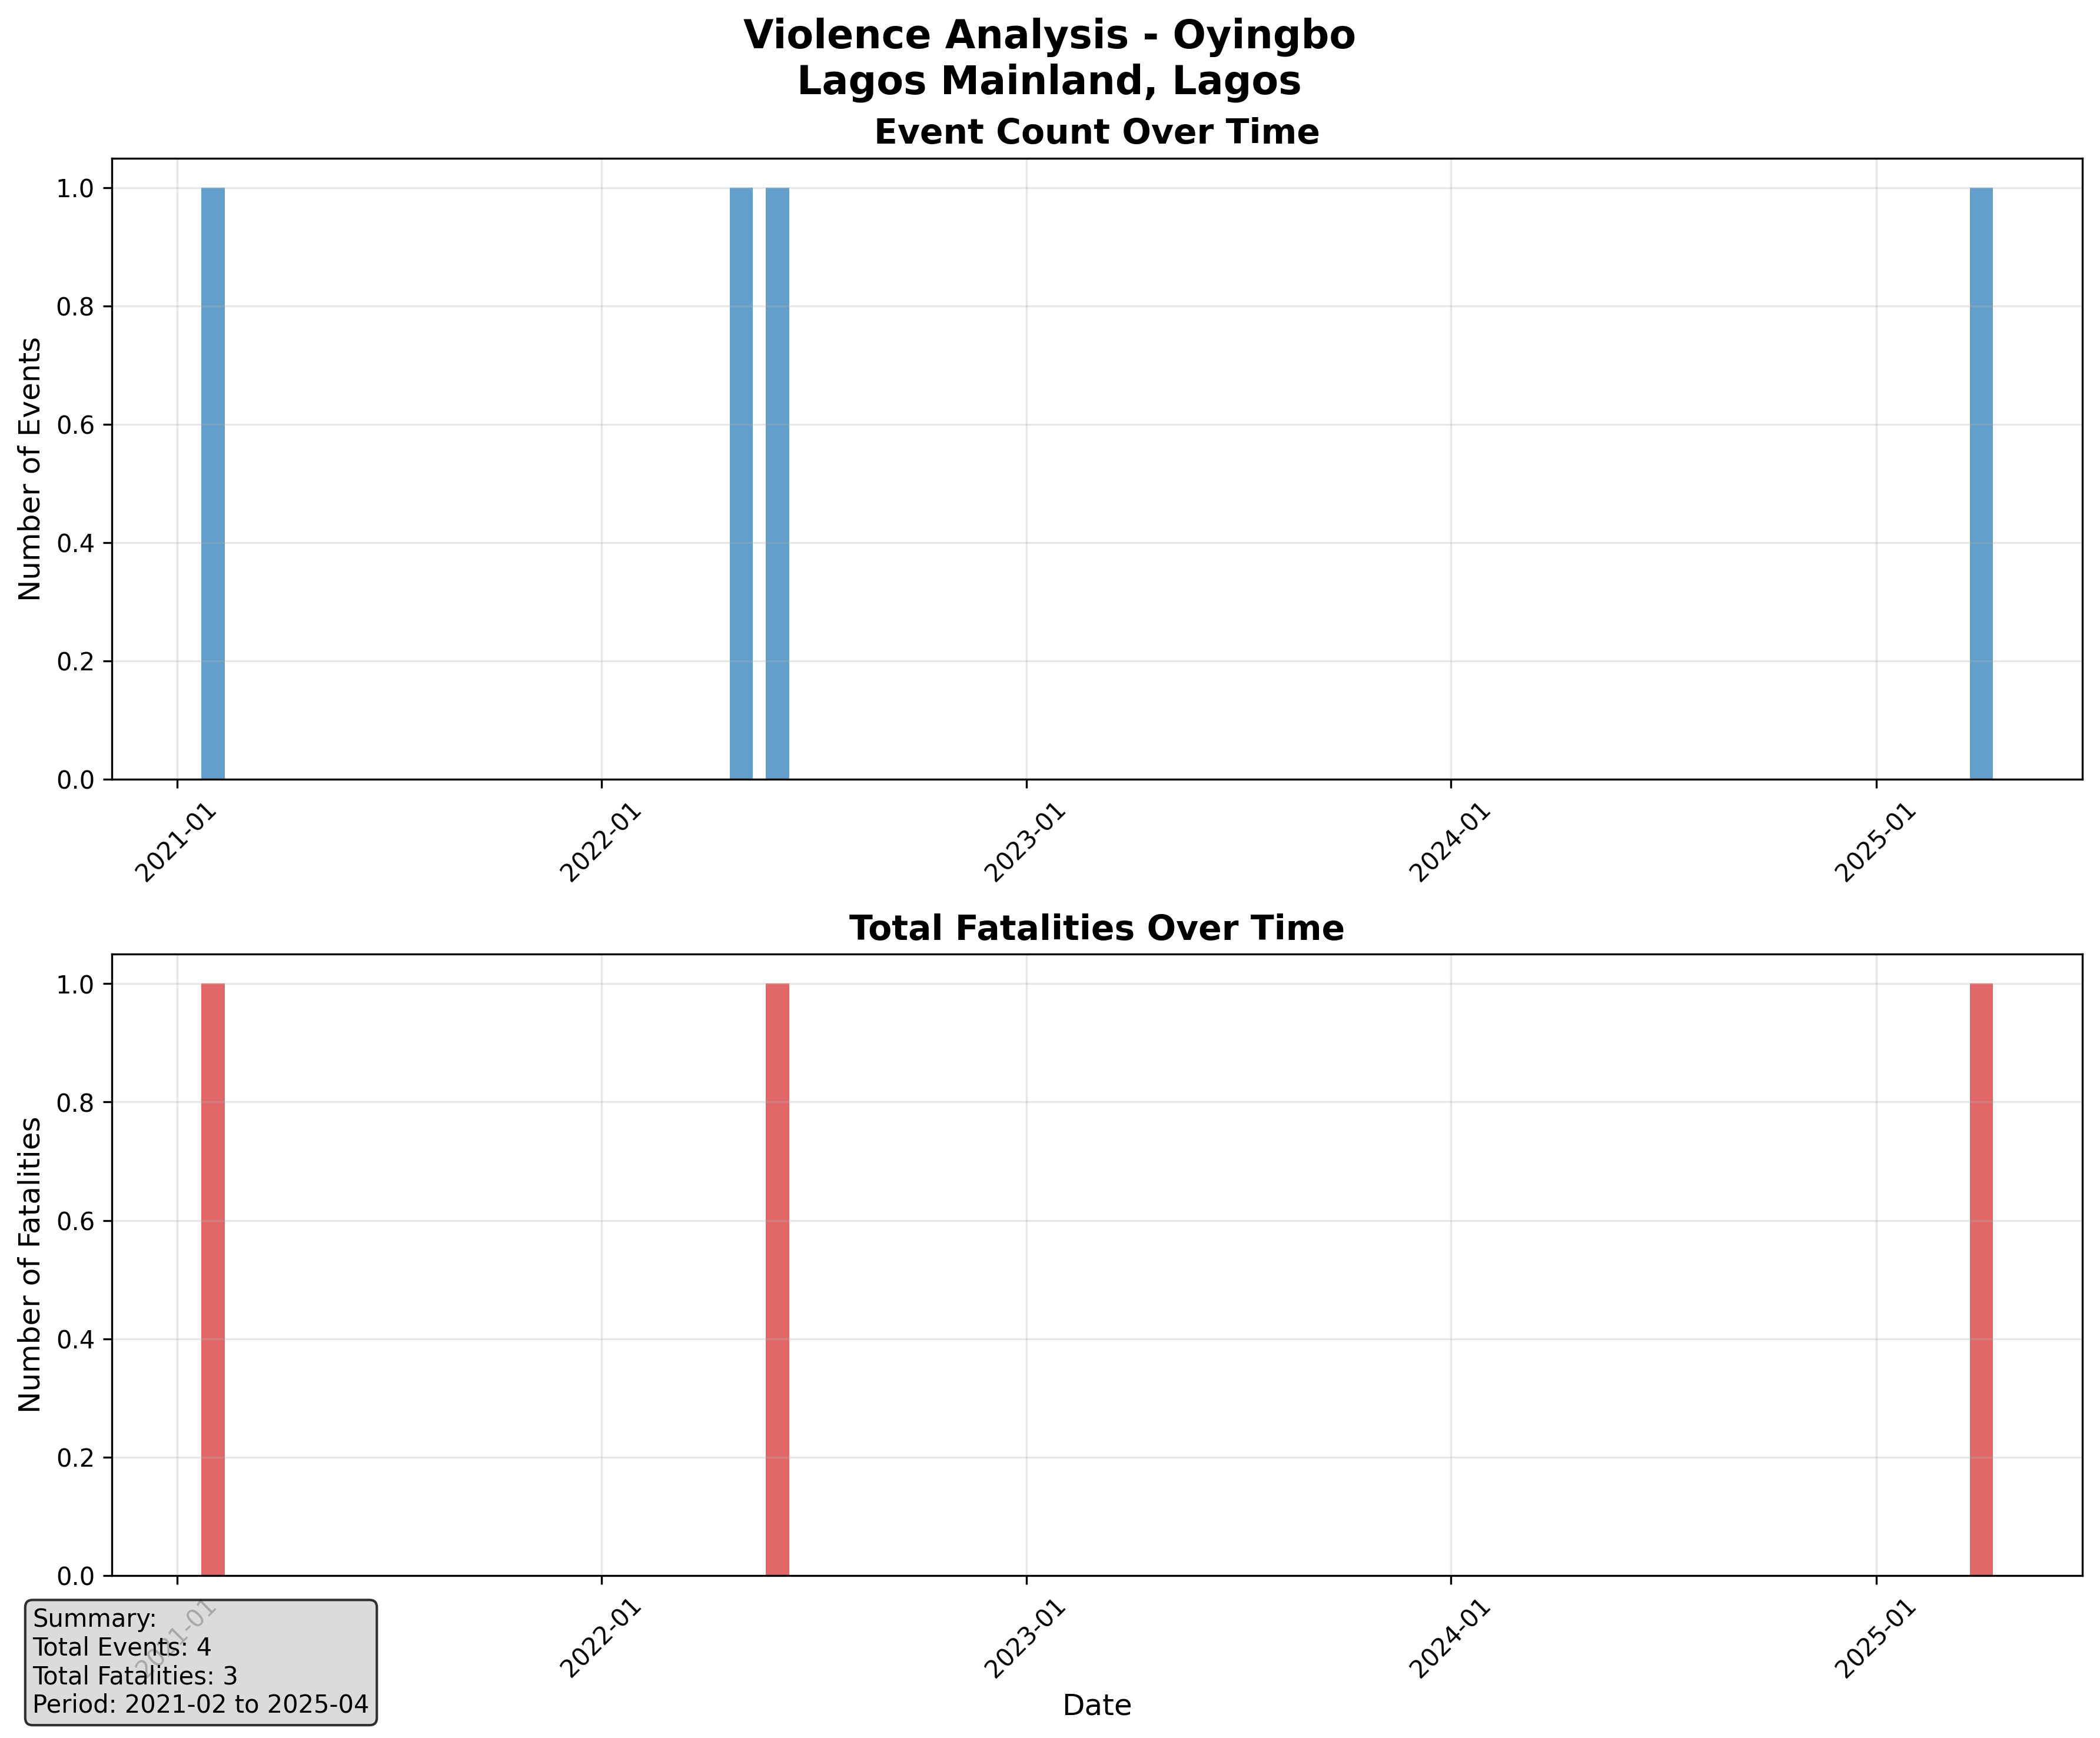 Violence Analysis - Oyingbo
Lagos Mainland, Lagos
Event Count Over Time
Number of Events
1.0
0.8
0.6
0.4
0.2
0.0
2021-01
2022-01
2023-01
2024-01
2025-01
Total Fatalities Over Time
Number of Fatalities
1.0
0.8
0.6
0.4
0.2
0.0
2021-01
2022-01
2023-01
2024-01
2025-01
Date
Summary:
Total Events: 4
Total Fatalities: 3
Period: 2021-02 to 2025-04